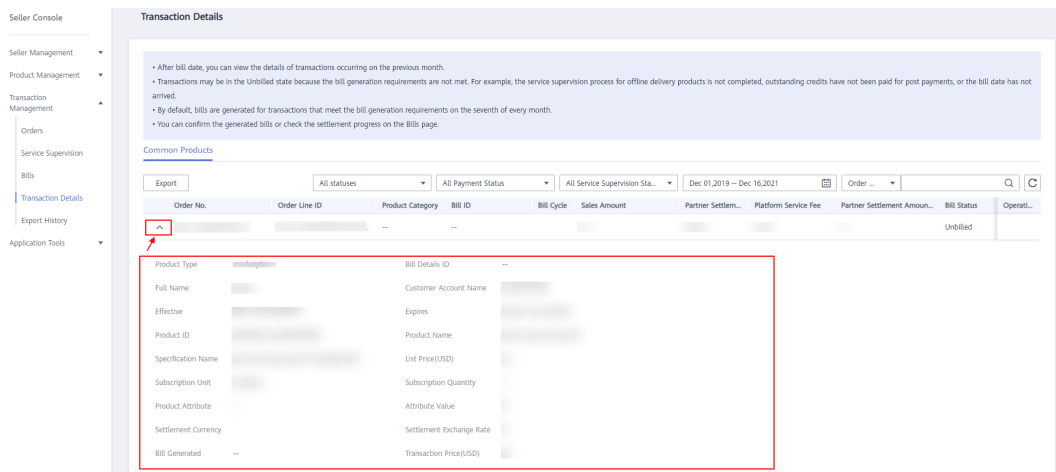 Seller Console
Transaction Details
Seller Management
Product Management
Transaction
Management
Orders
Service Supervision
Bills
Transaction Details
Export History
Application Tools
• After bill date, you can view the details of transactions occurring on the previous month.
• Transactions may be in the Unbilled state because the bill generation requirements are not met. For example, the service supervision process for offline delivery products is not completed, outstanding credits have not been paid for post payments, or the bill date has not
arrived.
• By default, bills are generated for transactions that meet the bill generation requirements on the seventh of every month.
• You can confirm the generated bills or check the settlement progress on the Bills page.
Common Products
Export All statuses All Payment Status All Service Supervision Sta... Dec 01,2019 — Dec 16,2021 Order ...
Order No. Order Line ID Product Category Bill ID Bill Cycle Sales Amount Partner Settlem... Platform Service Fee Partner Settlement Amoun... Bill Status Operati...
-- -- Unbilled
Product Type Bill Details ID --
Full Name Customer Account Name
Effective Expires
Product ID Product Name
Specification Name List Price(USD)
Subscription Unit Subscription Quantity
Product Attribute Attribute Value
Settlement Currency Settlement Exchange Rate
Bill Generated -- Transaction Price(USD)